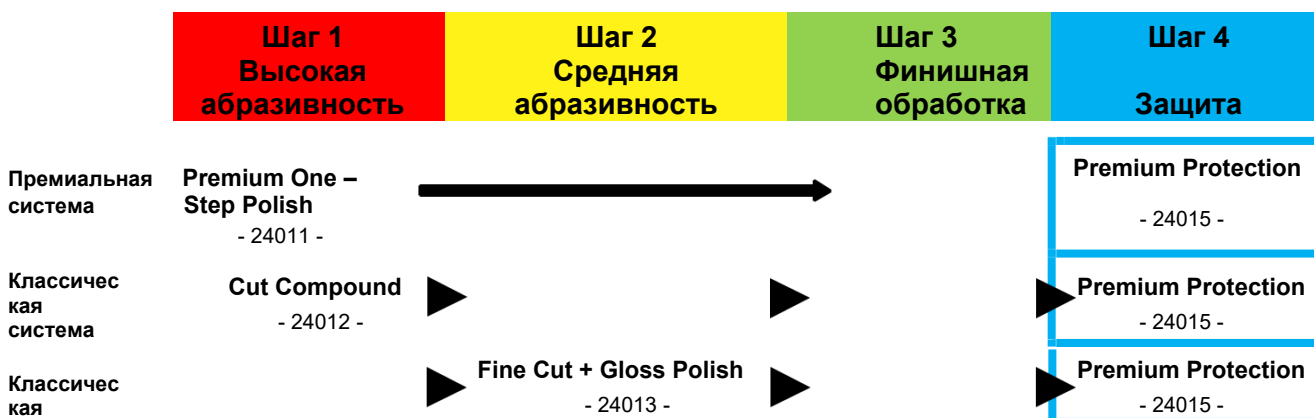 Шаг 1
Высокая
абразивность
Шаг 2
Средняя
абразивность
Шаг 3
Финишная
обработка
Шаг 4
Защита
Премиальная
система
Premium One –
Step Polish
- 24011 -
Premium Protection
- 24015 -
Классичес
кая
система
Cut Compound
- 24012 -
Premium Protection
- 24015 -
Классичес
кая
Fine Cut + Gloss Polish
- 24013 -
Premium Protection
- 24015 -